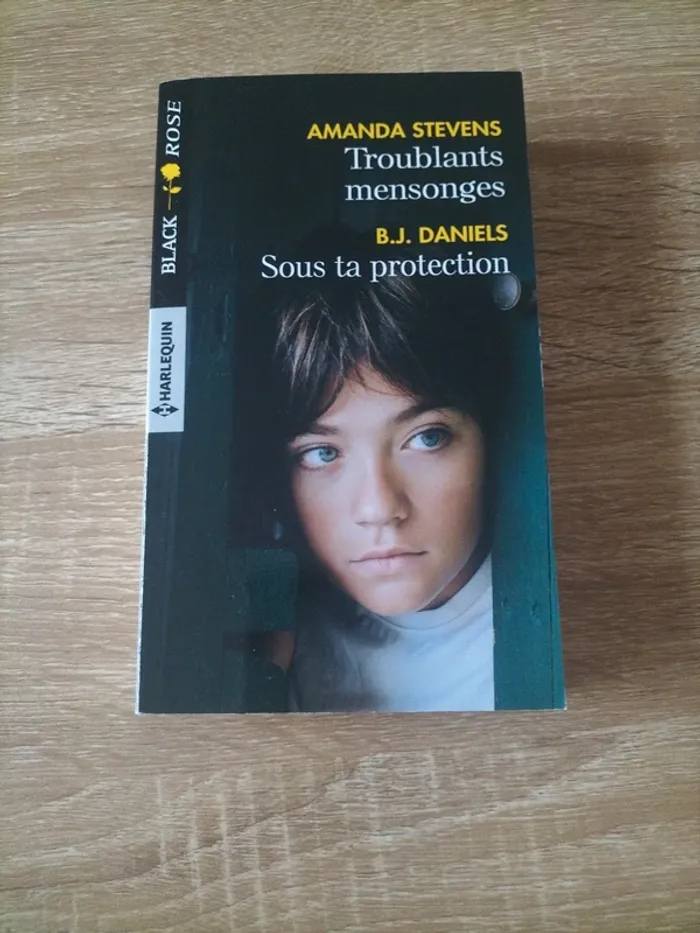 AMANDA STEVENS
Troublants
mensonges
B.J. DANIELS
Sous ta protection
BLACK ROSE
HARLEQUIN